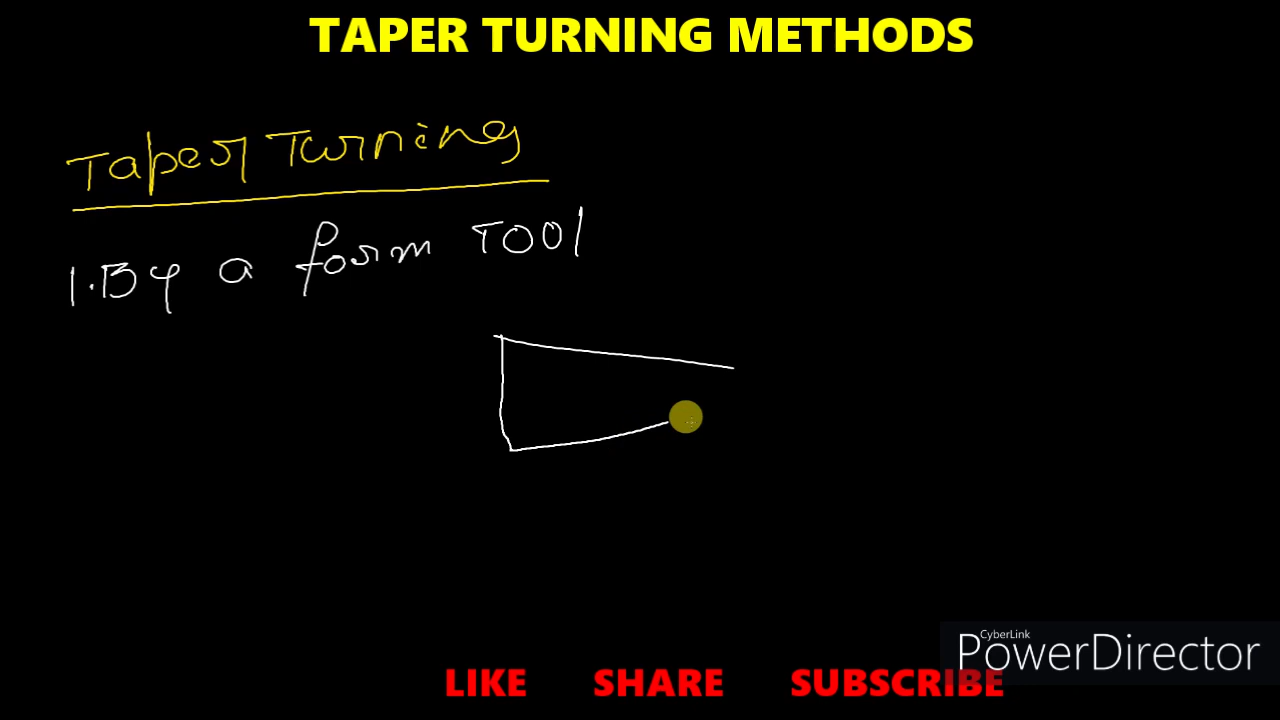 TAPER TURNING METHODS
Taper Turning
1.By a form TOOl
CyberLink
PowerDirector
LIKE SHARE SUBSCRIBE